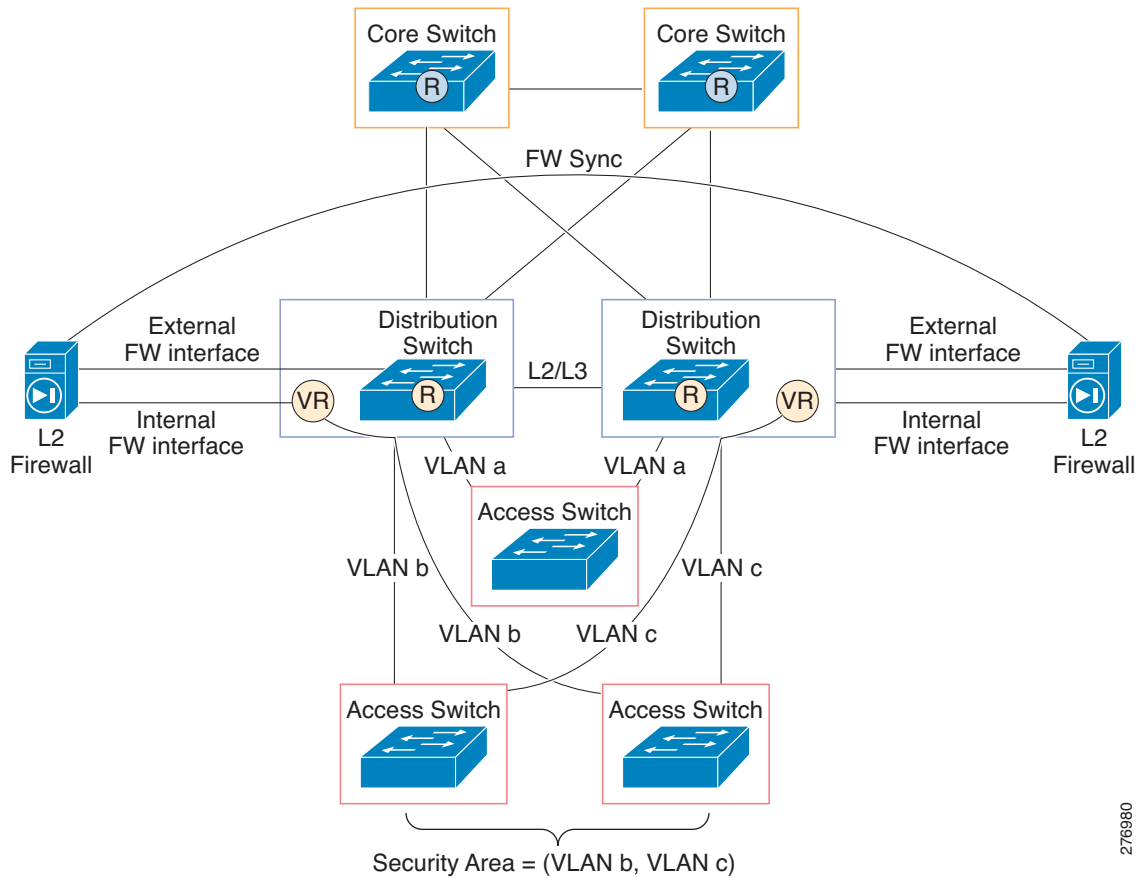 Core Switch
Core Switch
R
R
FW Sync
External
FW interface
Distribution
Switch
Distribution
Switch
External
FW interface
L2/L3
VR
R
R
VR
Internal
FW interface
Internal
FW interface
L2
Firewall
L2
Firewall
VLAN a
VLAN a
Access Switch
VLAN b
VLAN c
VLAN b
VLAN c
Access Switch
Access Switch
Security Area = (VLAN b, VLAN c)
276980